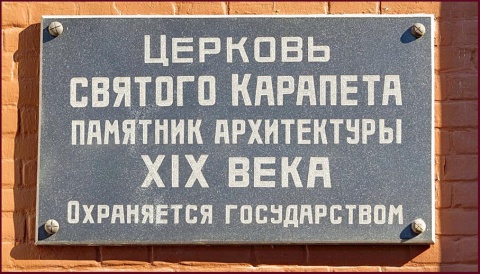 Церковь
святого Карапета
памятник архитектуры
XIX века
Охраняется государством